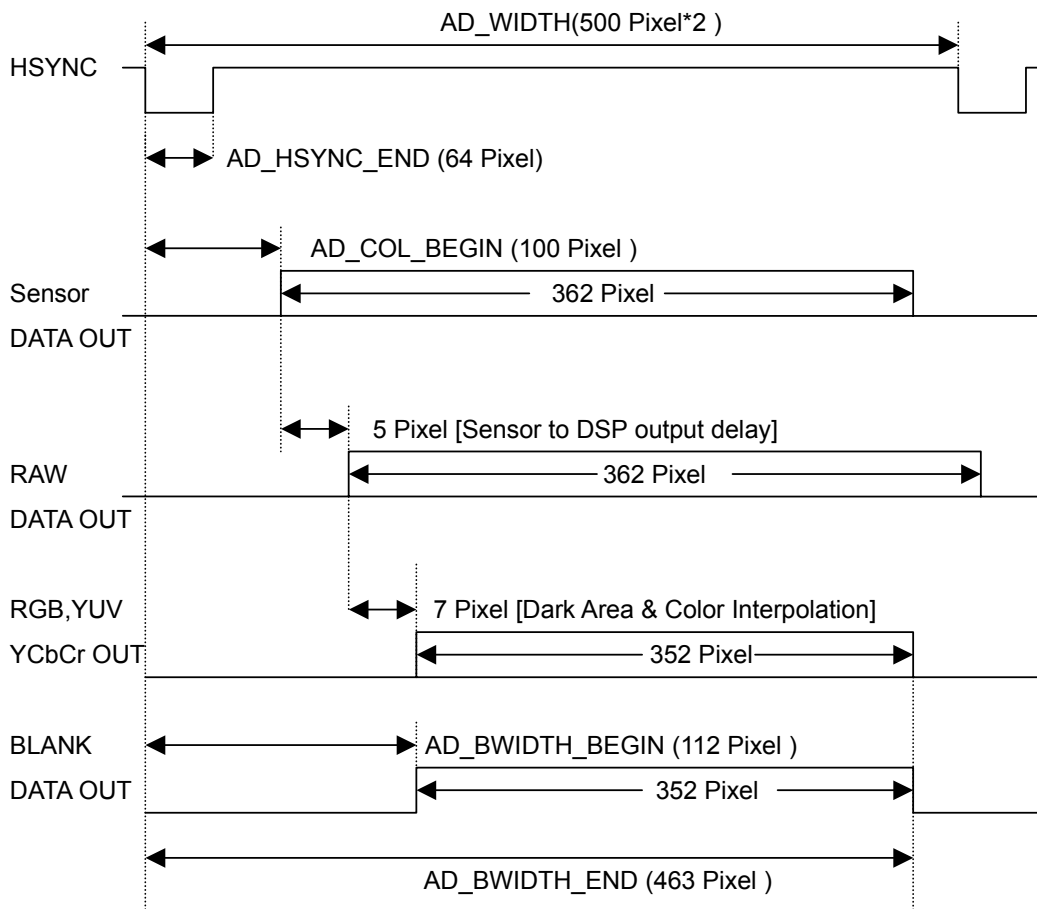 AD_WIDTH(500 Pixel*2 )
HSYNC
AD_HSYNC_END (64 Pixel)
AD_COL_BEGIN (100 Pixel )
Sensor
362 Pixel
DATA OUT
5 Pixel [Sensor to DSP output delay]
RAW
362 Pixel
DATA OUT
RGB,YUV
7 Pixel [Dark Area & Color Interpolation]
YCbCr OUT
352 Pixel
BLANK
AD_BWIDTH_BEGIN (112 Pixel )
DATA OUT
352 Pixel
AD_BWIDTH_END (463 Pixel )